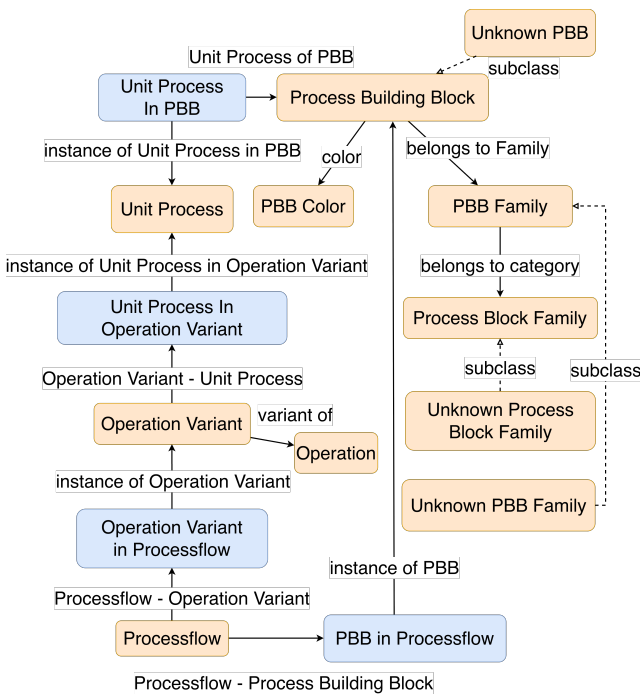 Unknown PBB
Unit Process of PBB
subclass
Unit Process
In PBB
Process Building Block
instance of Unit Process in PBB
color
belongs to Family
Unit Process
PBB Color
PBB Family
instance of Unit Process in Operation Variant
belongs to category
Unit Process In
Operation Variant
Process Block Family
Operation Variant - Unit Process
subclass
subclass
Operation Variant
variant of
Unknown Process
Block Family
Operation
instance of Operation Variant
Unknown PBB Family
Operation Variant
in Processflow
instance of PBB
Processflow - Operation Variant
Processflow
PBB in Processflow
Processflow - Process Building Block